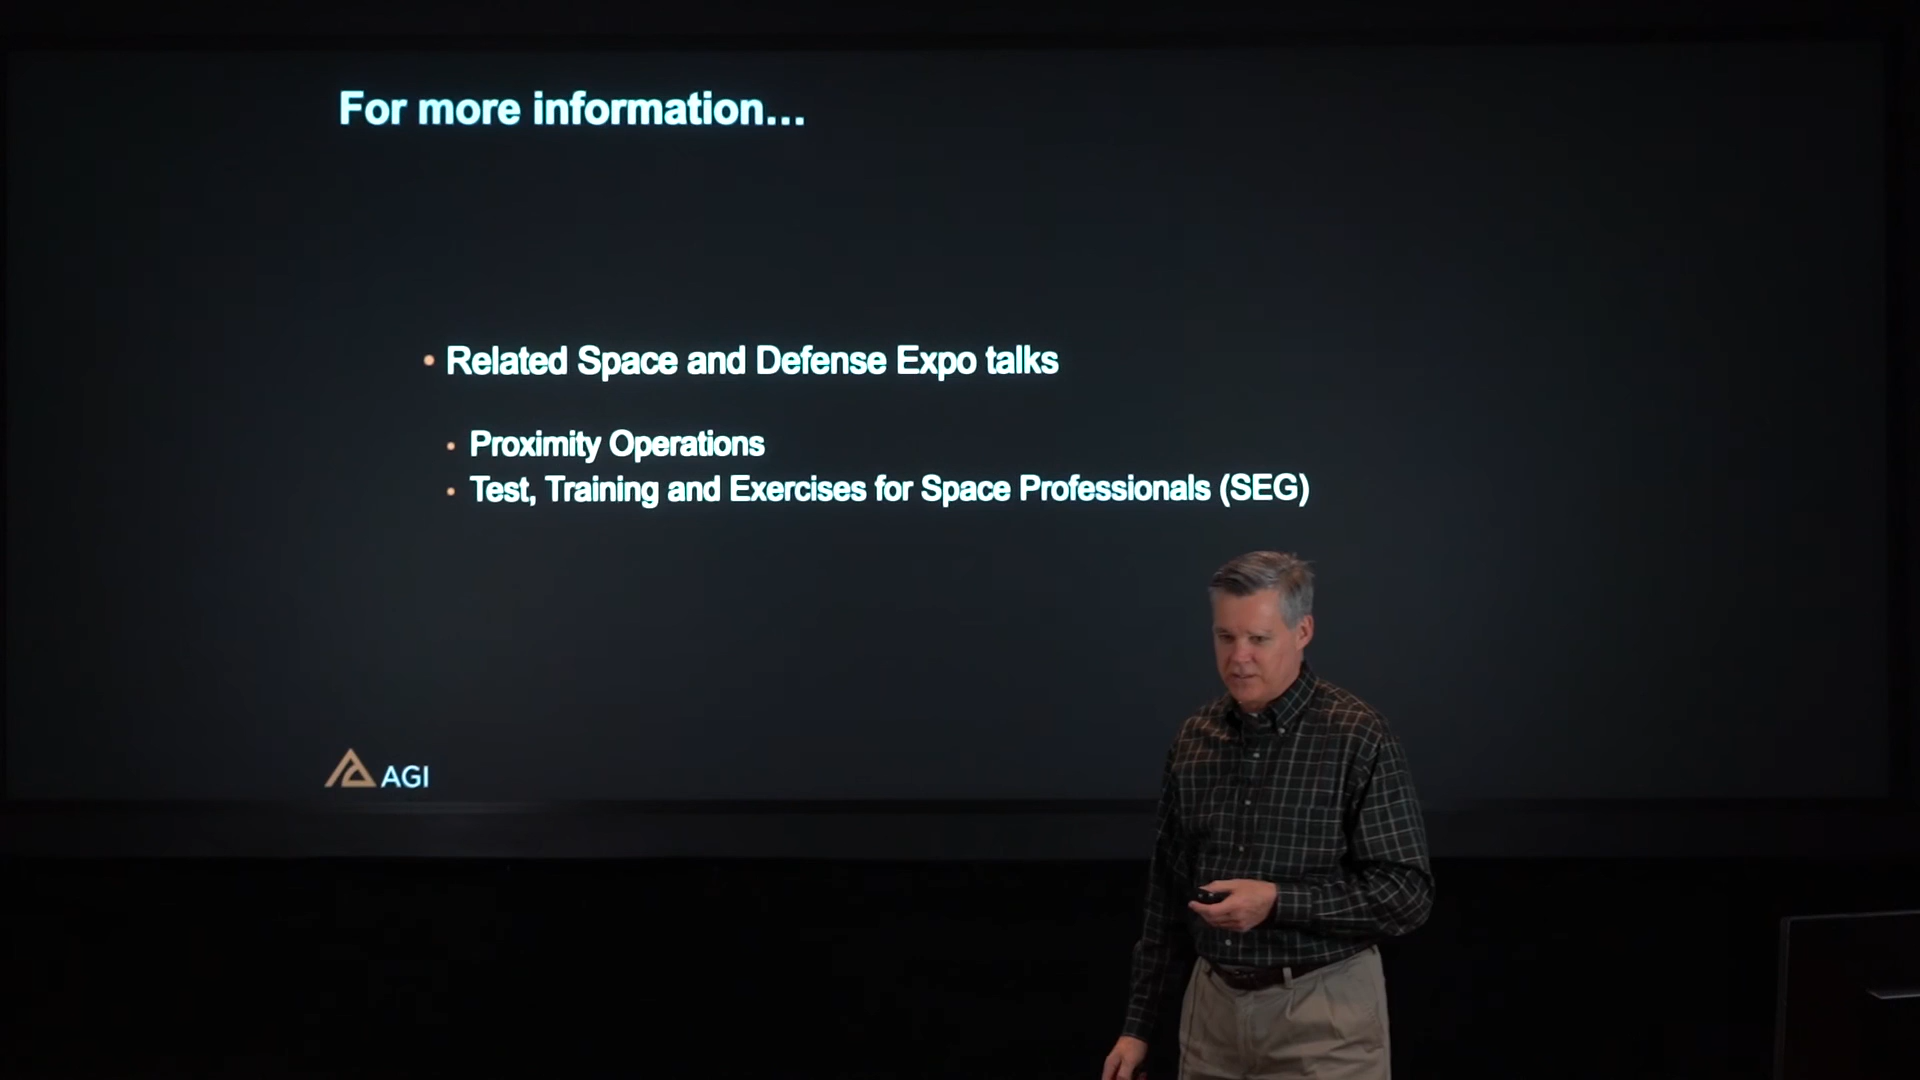 For more information...
• Related Space and Defense Expo talks
• Proximity Operations
• Test, Training and Exercises for Space Professionals (SEG)
AGI